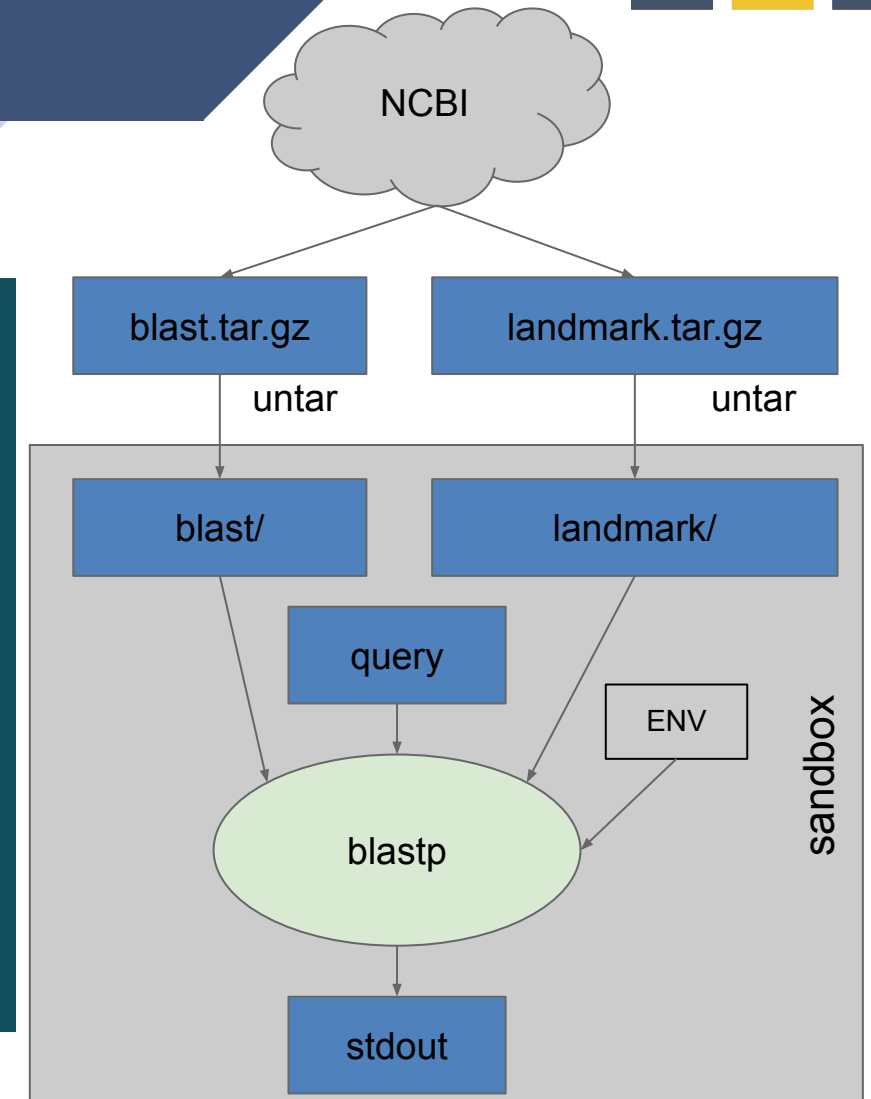 NCBI
blast.tar.gz
landmark.tar.gz
untar
untar
blast/
landmark/
query
ENV
sandbox
blastp
stdout